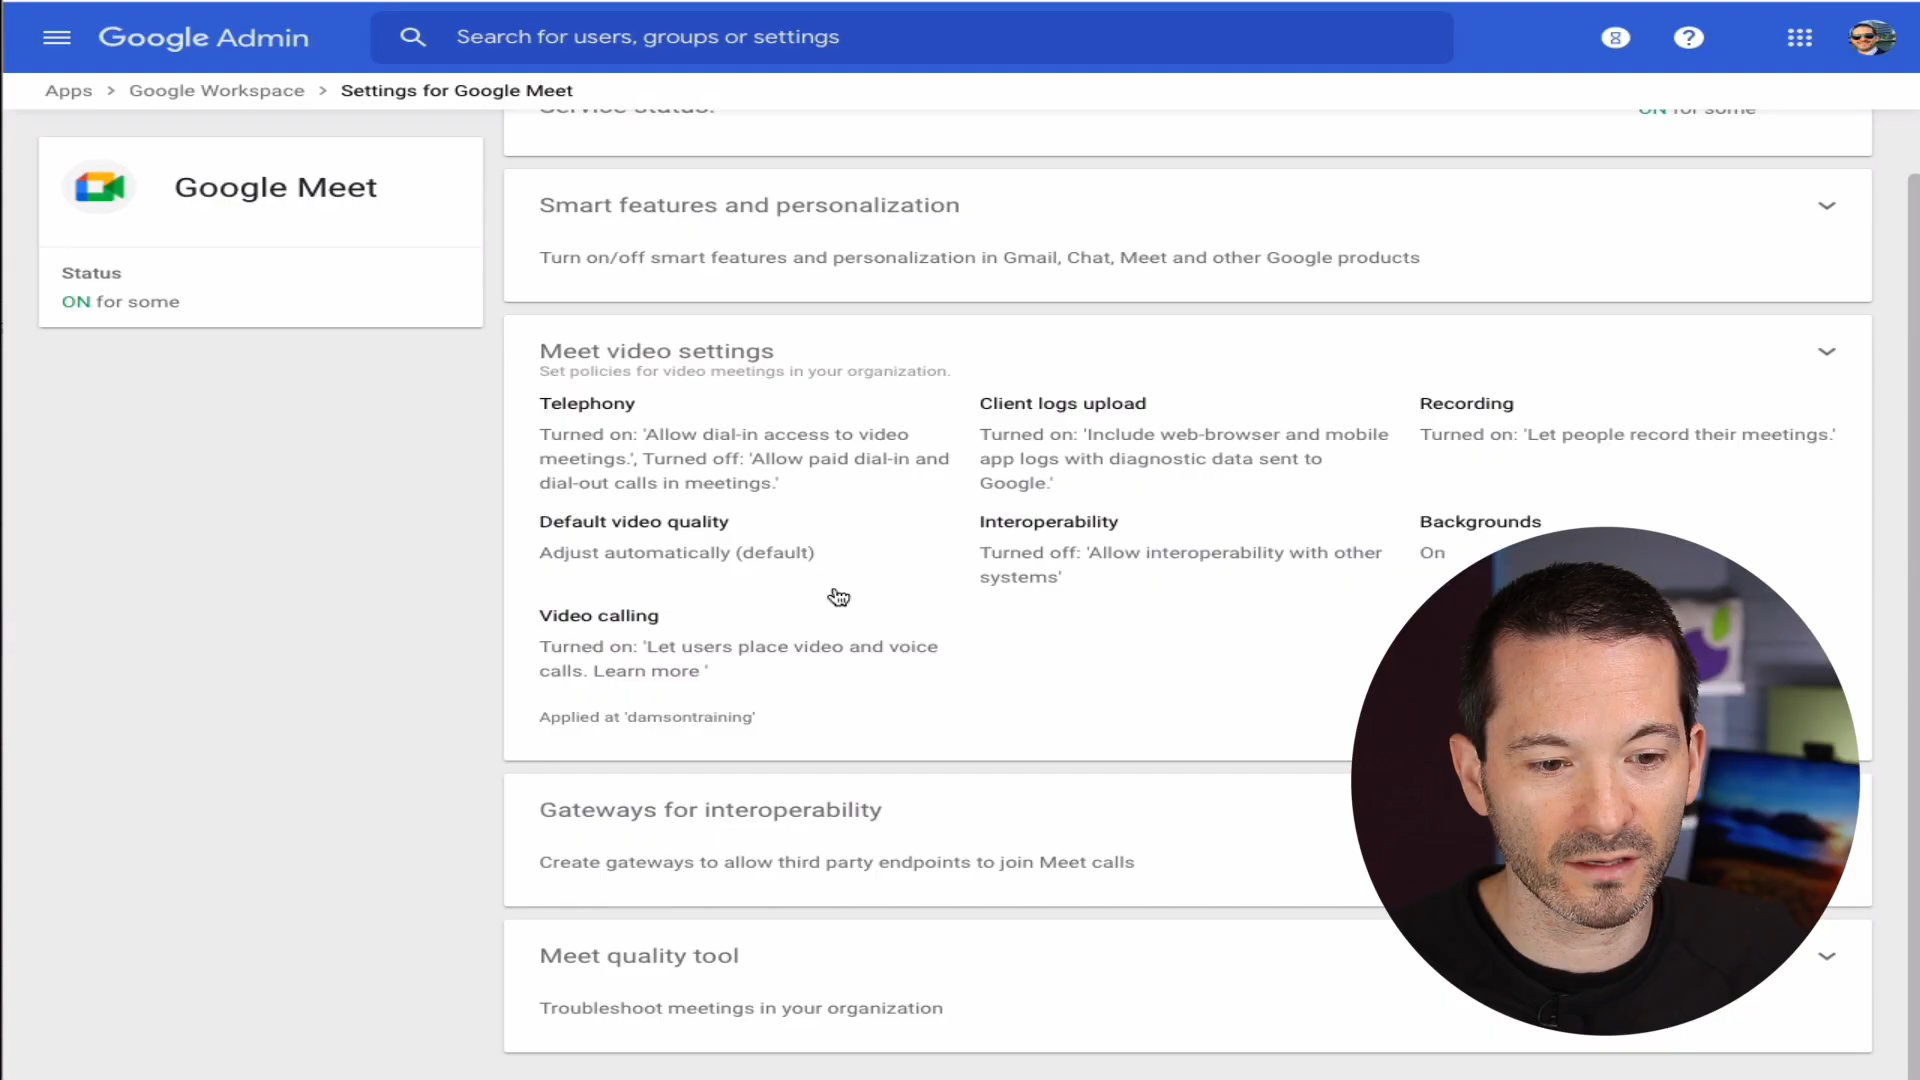 Google Admin
Search for users, groups or settings
Apps > Google Workspace > Settings for Google Meet
Service status:
ON for some
Google Meet
Status
ON for some
Smart features and personalization
Turn on/off smart features and personalization in Gmail, Chat, Meet and other Google products
Meet video settings
Set policies for video meetings in your organization.
Telephony
Turned on: 'Allow dial-in access to video
meetings.', Turned off: 'Allow paid dial-in and
dial-out calls in meetings.'
Client logs upload
Turned on: 'Include web-browser and mobile
app logs with diagnostic data sent to
Google.'
Recording
Turned on: 'Let people record their meetings.'
Default video quality
Adjust automatically (default)
Interoperability
Turned off: 'Allow interoperability with other
systems'
Backgrounds
On
Video calling
Turned on: 'Let users place video and voice
calls. Learn more '
Applied at 'damsontraining'
Gateways for interoperability
Create gateways to allow third party endpoints to join Meet calls
Meet quality tool
Troubleshoot meetings in your organization